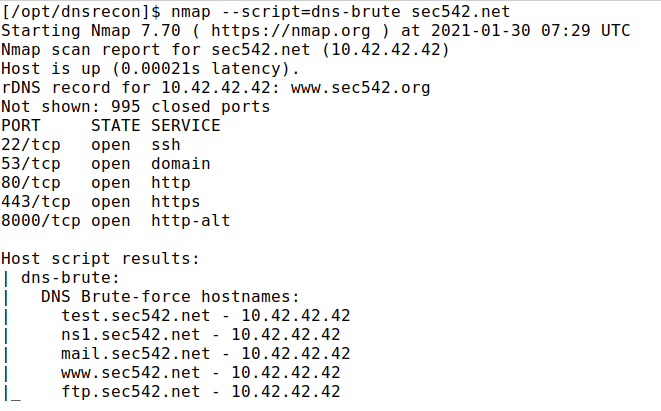 [/opt/dnsrecon]$ nmap --script=dns-brute sec542.net
Starting Nmap 7.70 ( https://nmap.org ) at 2021-01-30 07:29 UTC
Nmap scan report for sec542.net (10.42.42.42)
Host is up (0.00021s latency).
rDNS record for 10.42.42.42: www.sec542.org
Not shown: 995 closed ports
PORT     STATE SERVICE
22/tcp   open  ssh
53/tcp   open  domain
80/tcp   open  http
443/tcp  open  https
8000/tcp open  http-alt

Host script results:
| dns-brute:
|   DNS Brute-force hostnames:
|     test.sec542.net - 10.42.42.42
|     ns1.sec542.net - 10.42.42.42
|     mail.sec542.net - 10.42.42.42
|     www.sec542.net - 10.42.42.42
|_    ftp.sec542.net - 10.42.42.42